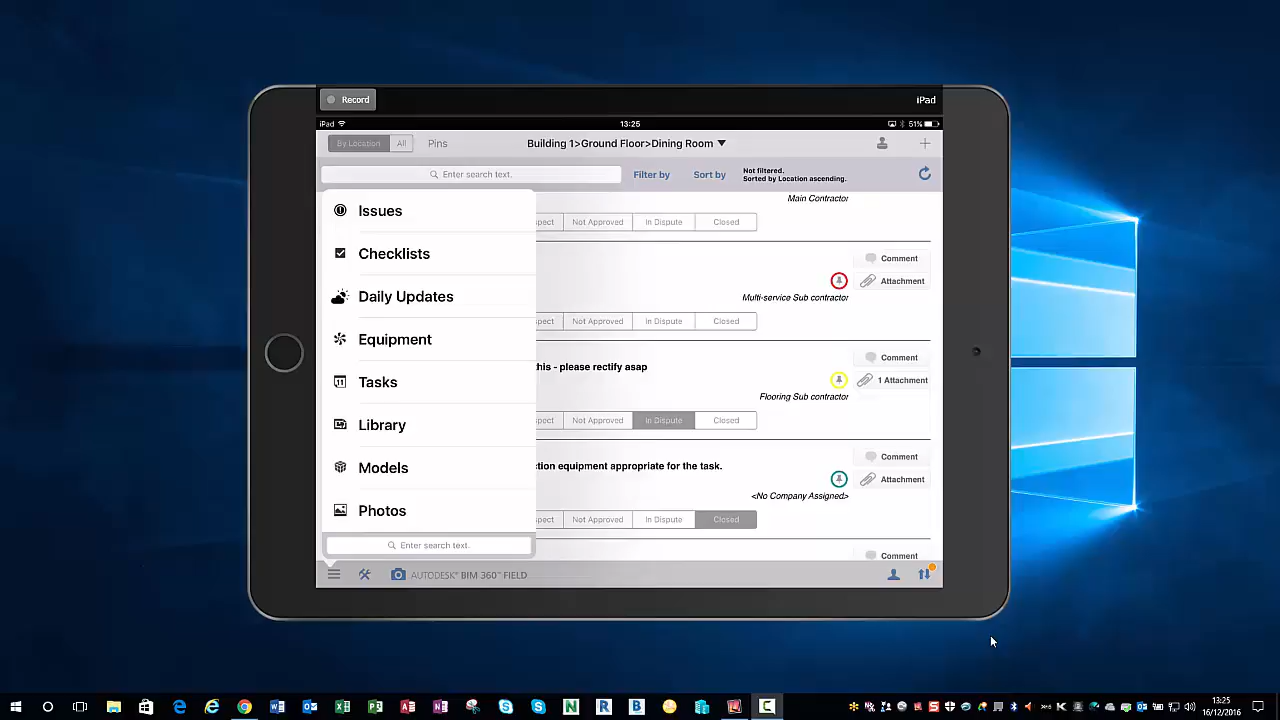 Record
iPad
iPad
13:25
51%
By Location
All
Pins
Building 1>Ground Floor>Dining Room
Enter search text.
Filter by
Sort by
Not filtered.
Sorted by Location ascending.
Main Contractor
Issues
spect
Not Approved
In Dispute
Closed
Checklists
Comment
Attachment
Daily Updates
Multi-service Sub contractor
spect
Not Approved
In Dispute
Closed
Equipment
Comment
this - please rectify asap
Tasks
1 Attachment
Flooring Sub contractor
Library
spect
Not Approved
In Dispute
Closed
Comment
Models
ction equipment appropriate for the task.
Attachment
<No Company Assigned>
Photos
spect
Not Approved
In Dispute
Closed
Enter search text.
Comment
AUTODESK® BIM 360™ FIELD
13:25
16/12/2016